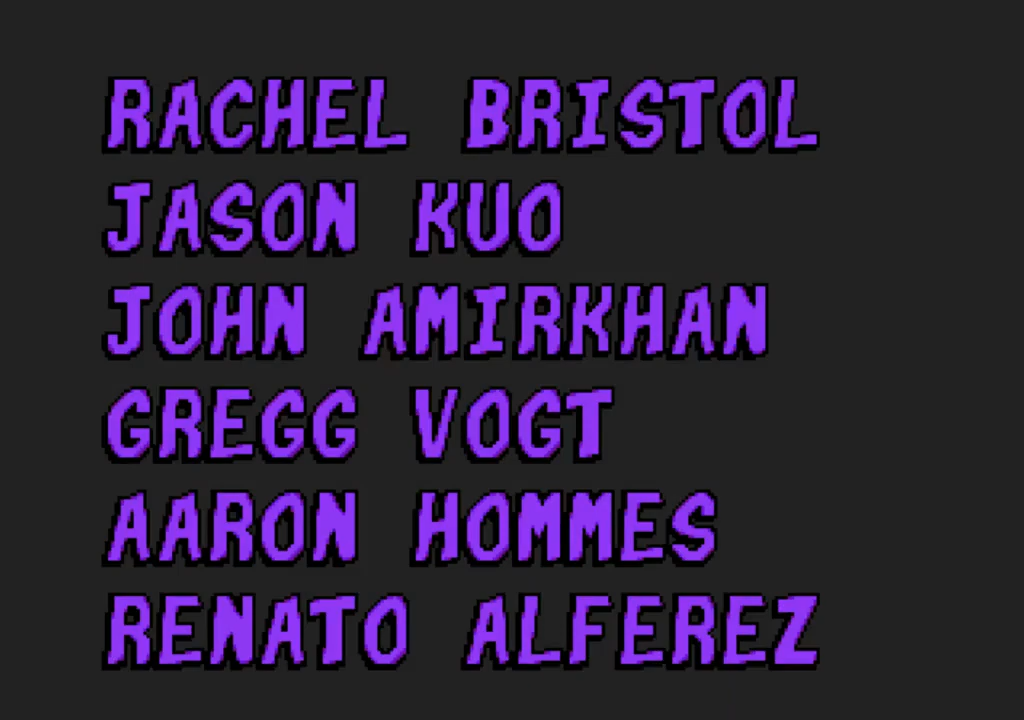 RACHEL BRISTOL
JASON KUO
JOHN AMIRKHAN
GREGG VOGT
AARON HOMMES
RENATO ALFEREZ